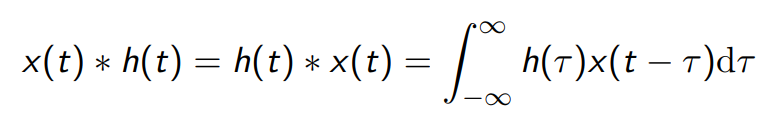 x(t) ∗ h(t) = h(t) ∗ x(t) = ∫_{−∞}^{∞} h(τ)x(t − τ)dτ